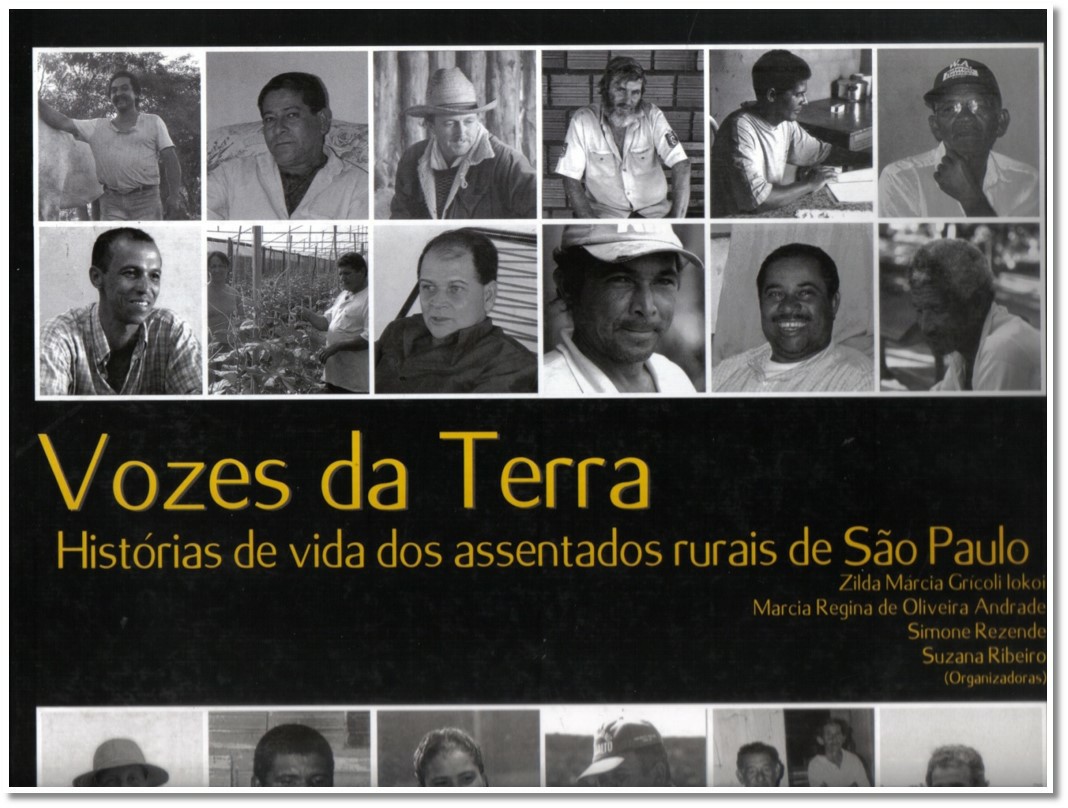 Vozes da Terra
Histórias de vida dos assentados rurais de São Paulo
Zilda Márcia Grícoli Iokoi
Marcia Regina de Oliveira Andrade
Simone Rezende
Suzana Ribeiro
(Organizadoras)